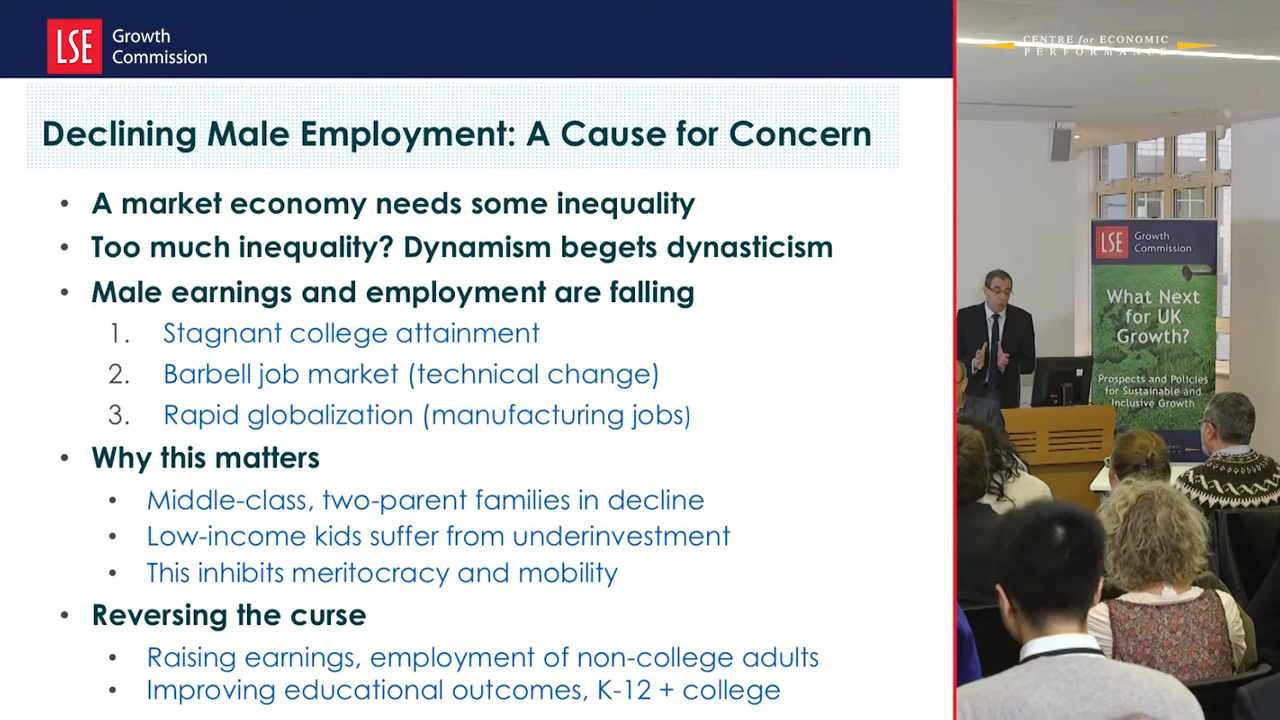 LSE
Growth
Commission
Declining Male Employment: A Cause for Concern
• A market economy needs some inequality
• Too much inequality? Dynamism begets dynasticism
• Male earnings and employment are falling
1. Stagnant college attainment
2. Barbell job market (technical change)
3. Rapid globalization (manufacturing jobs)
• Why this matters
• Middle-class, two-parent families in decline
• Low-income kids suffer from underinvestment
• This inhibits meritocracy and mobility
• Reversing the curse
• Raising earnings, employment of non-college adults
• Improving educational outcomes, K-12 + college
CENTRE for ECONOMIC
PERFORMANCE
LSE
Growth
Commission
What Next
for UK
Growth?
Prospects and Policies
for Sustainable and
Inclusive Growth